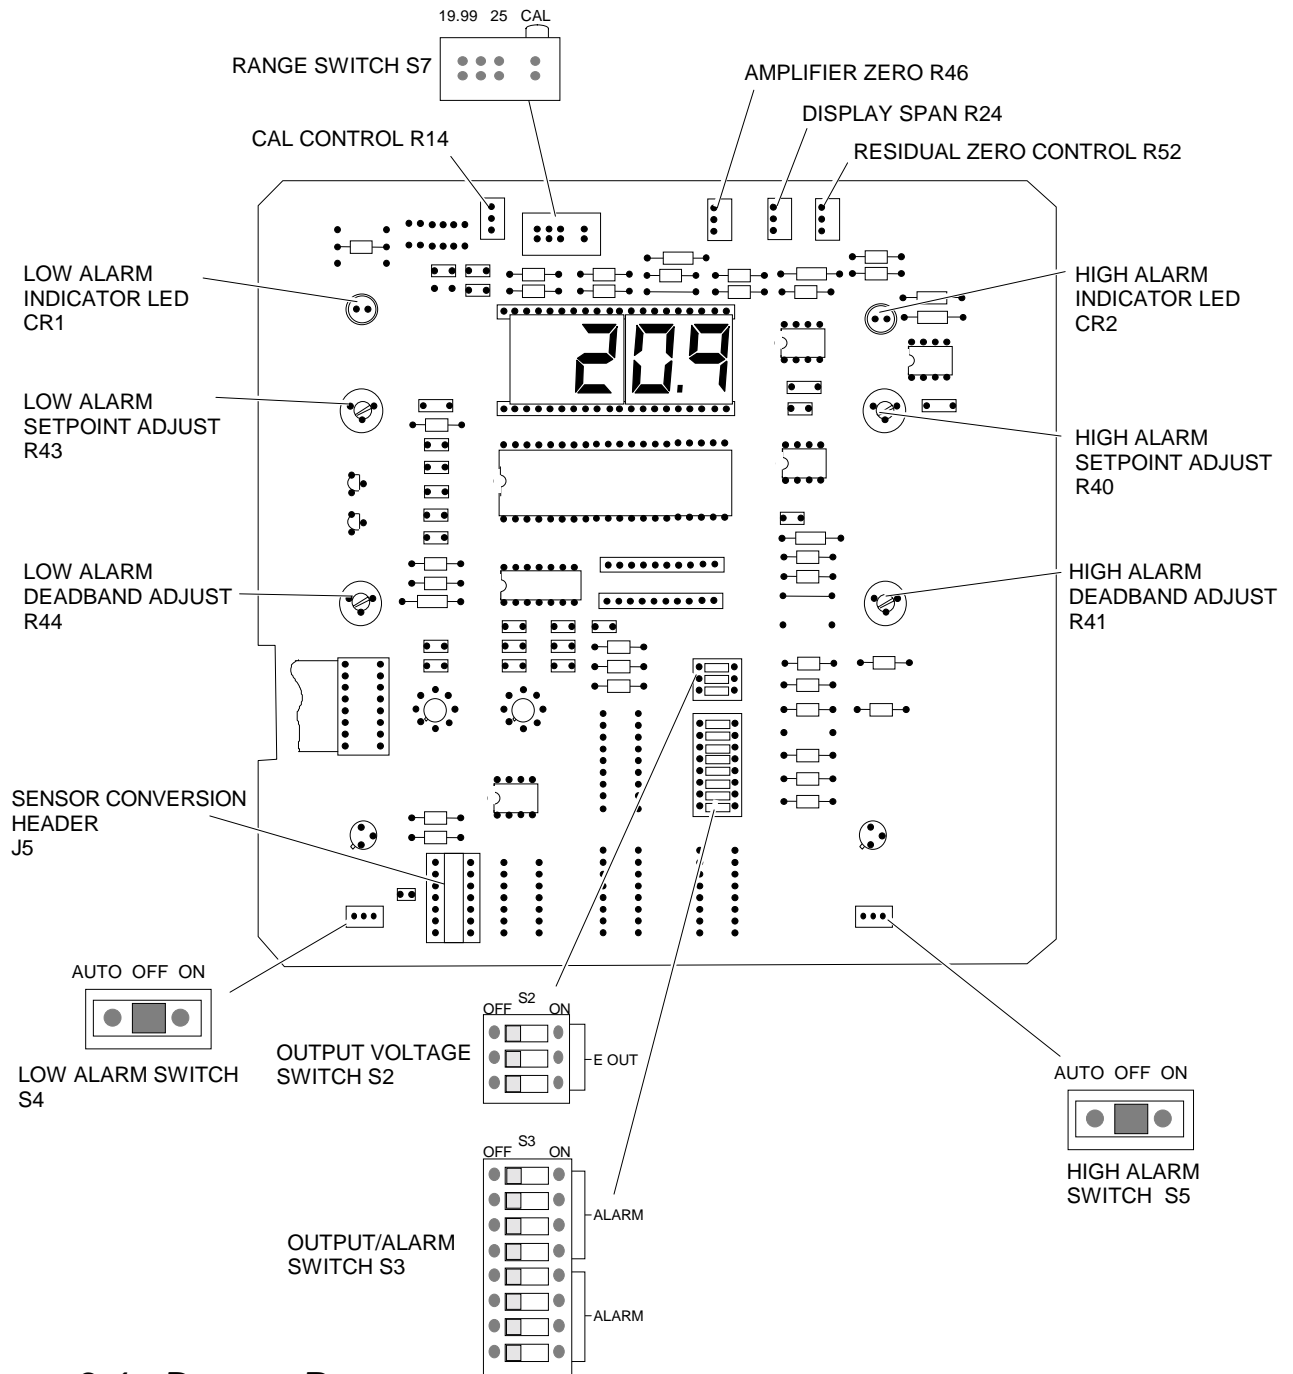 19.99 25 CAL
RANGE SWITCH S7
AMPLIFIER ZERO R46
DISPLAY SPAN R24
CAL CONTROL R14
RESIDUAL ZERO CONTROL R52
LOW ALARM
INDICATOR LED
CR1
HIGH ALARM
INDICATOR LED
CR2
20.9
LOW ALARM
SETPOINT ADJUST
R43
HIGH ALARM
SETPOINT ADJUST
R40
LOW ALARM
DEADBAND ADJUST
R44
HIGH ALARM
DEADBAND ADJUST
R41
SENSOR CONVERSION
HEADER
J5
AUTO OFF ON
LOW ALARM SWITCH
S4
S2
OFF ON
OUTPUT VOLTAGE
SWITCH S2
E OUT
AUTO OFF ON
HIGH ALARM
SWITCH S5
S3
OFF ON
ALARM
OUTPUT/ALARM
SWITCH S3
ALARM